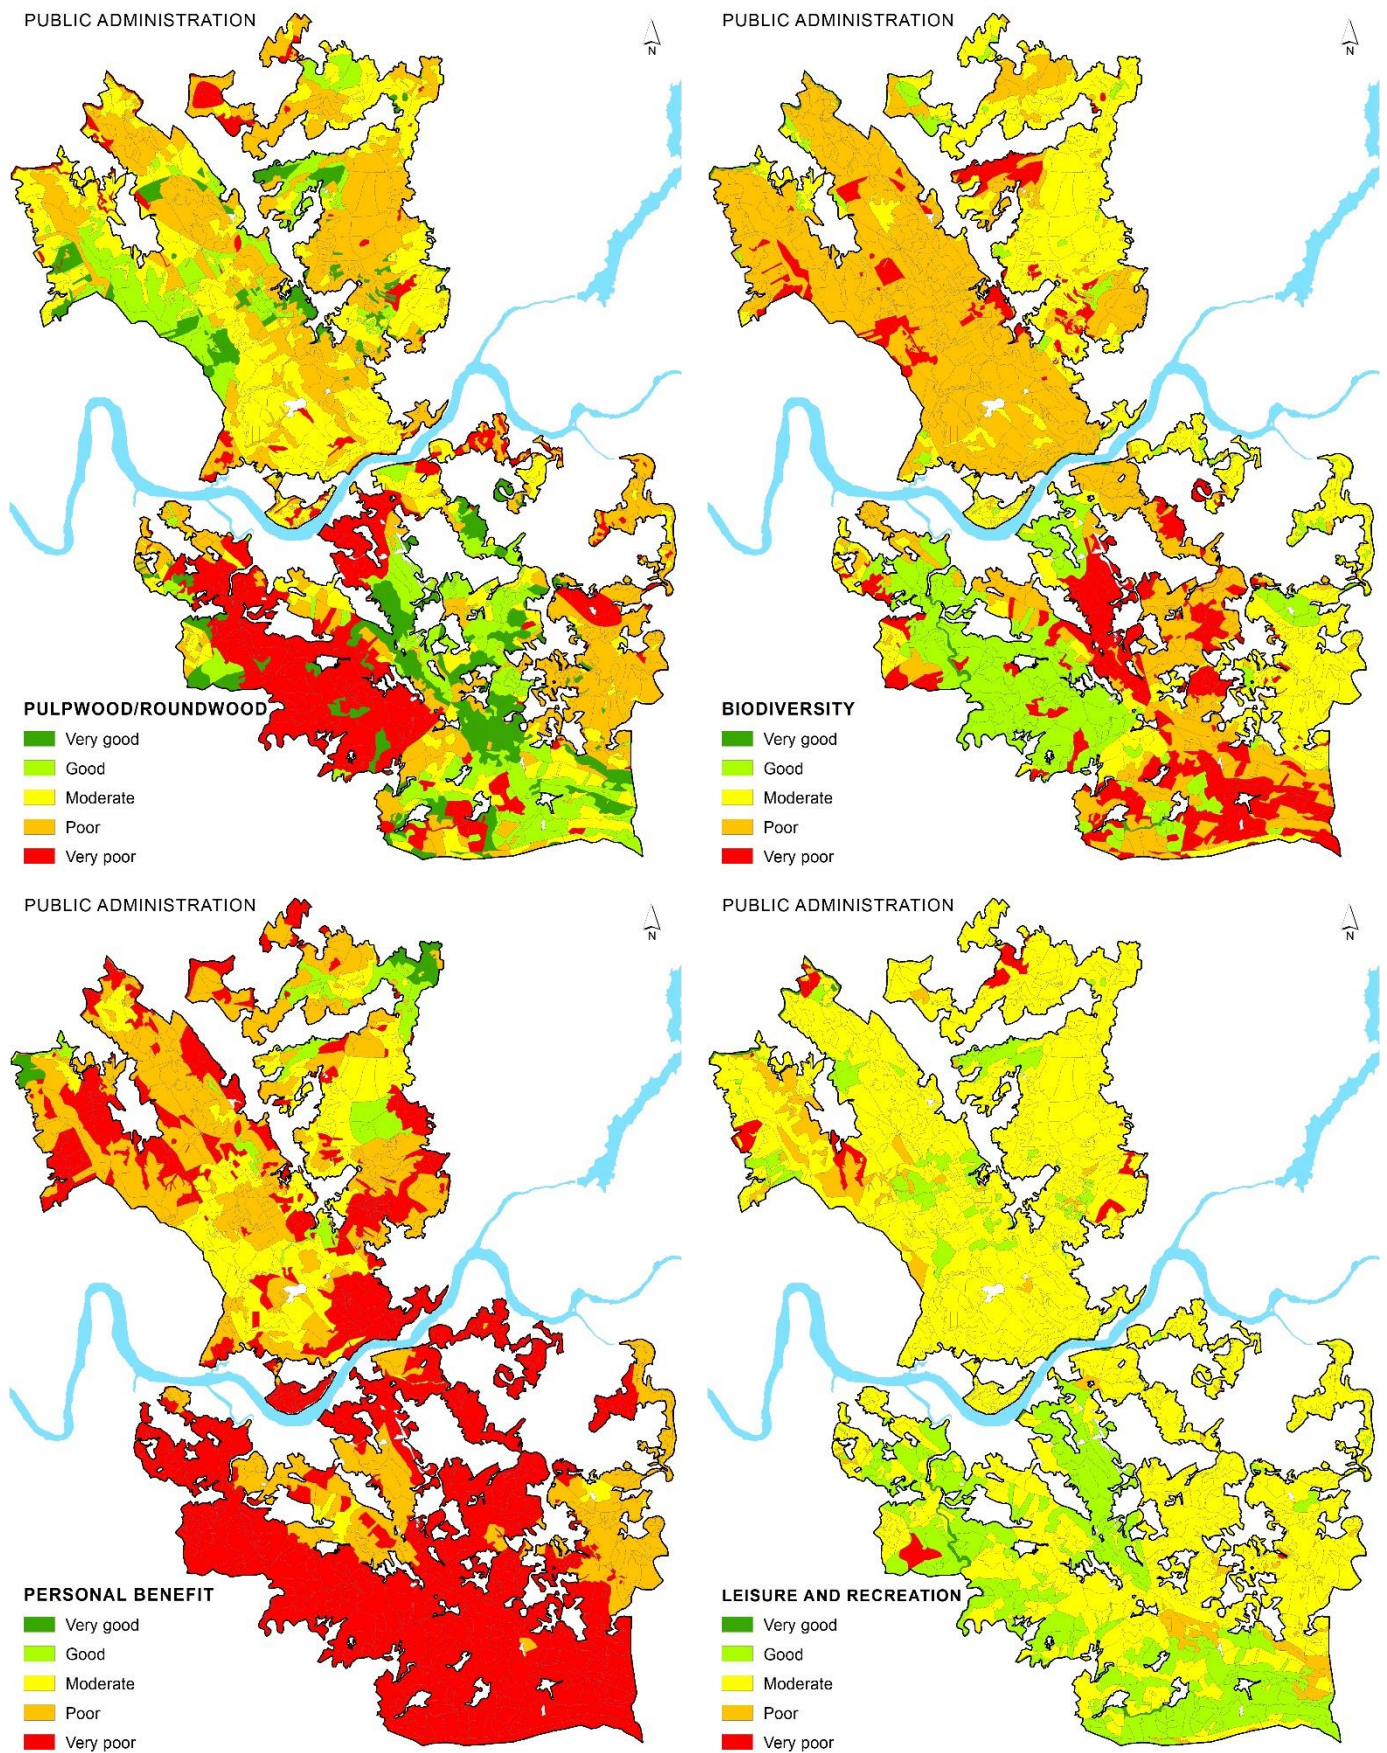 PUBLIC ADMINISTRATION
N
PULPWOOD/ROUNDWOOD
Very good
Good
Moderate
Poor
Very poor
PUBLIC ADMINISTRATION
N
BIODIVERSITY
Very good
Good
Moderate
Poor
Very poor
PUBLIC ADMINISTRATION
N
PERSONAL BENEFIT
Very good
Good
Moderate
Poor
Very poor
PUBLIC ADMINISTRATION
N
LEISURE AND RECREATION
Very good
Good
Moderate
Poor
Very poor